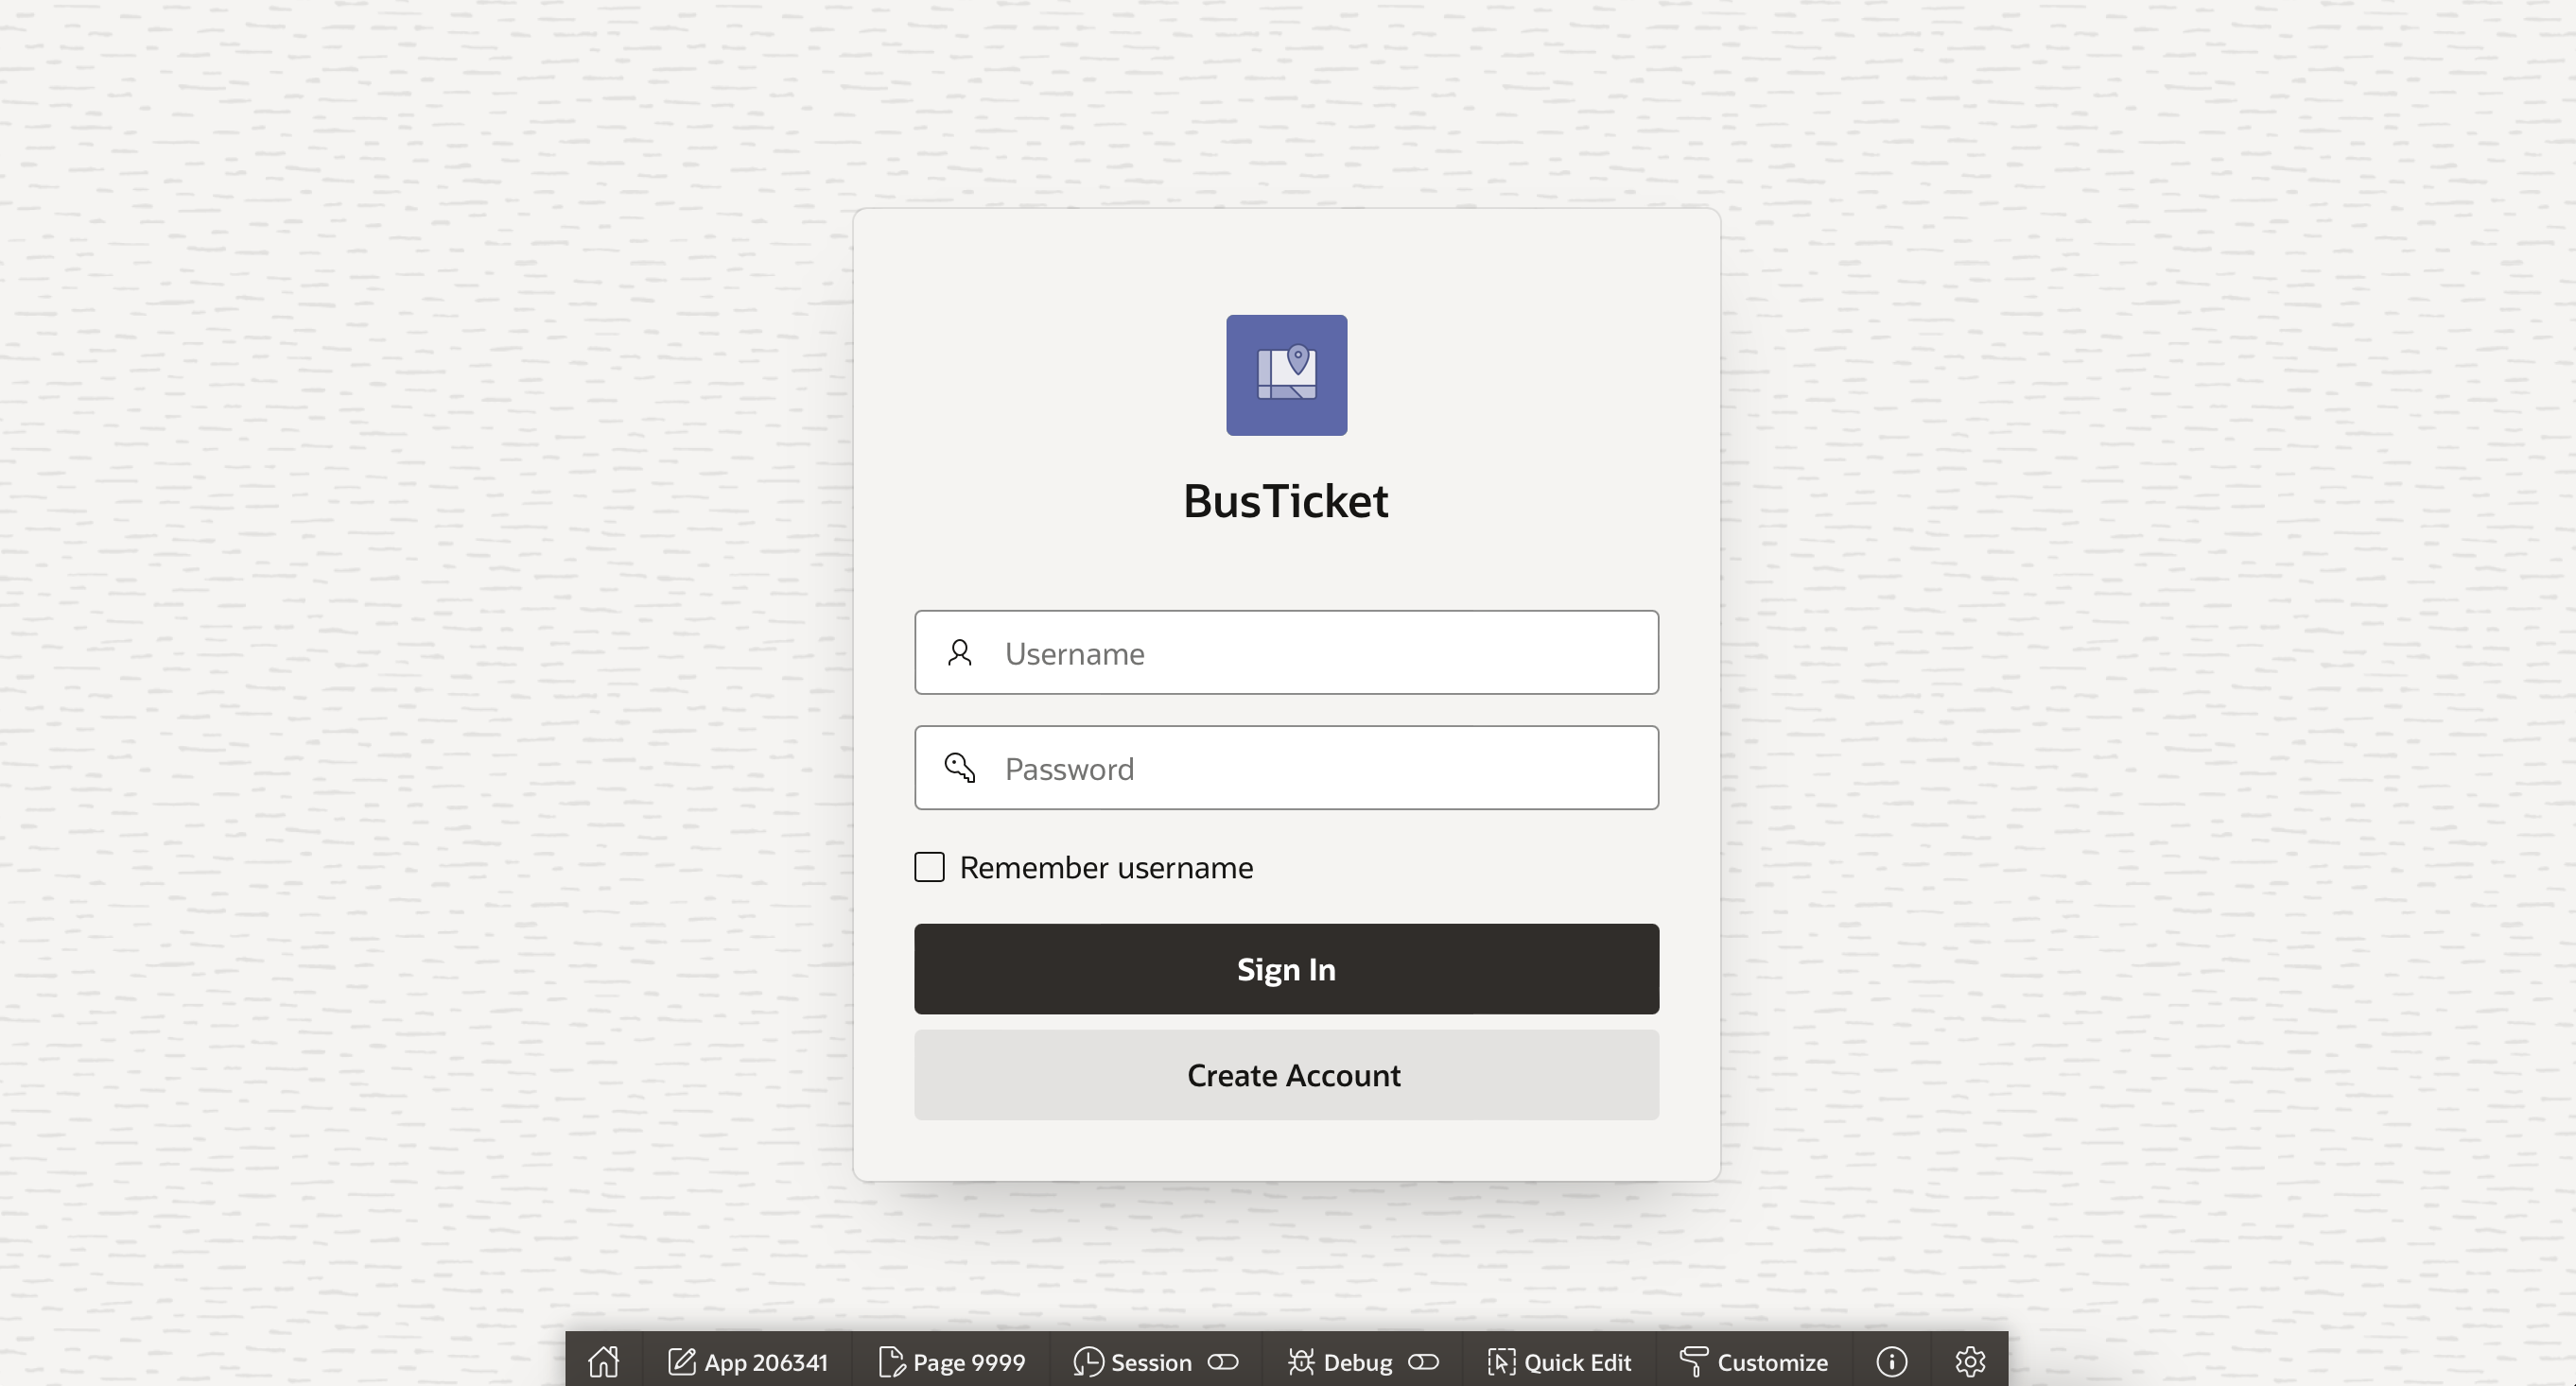 BusTicket
Username
Password
Remember username
Sign In
Create Account
App 206341 Page 9999 Session Debug Quick Edit Customize